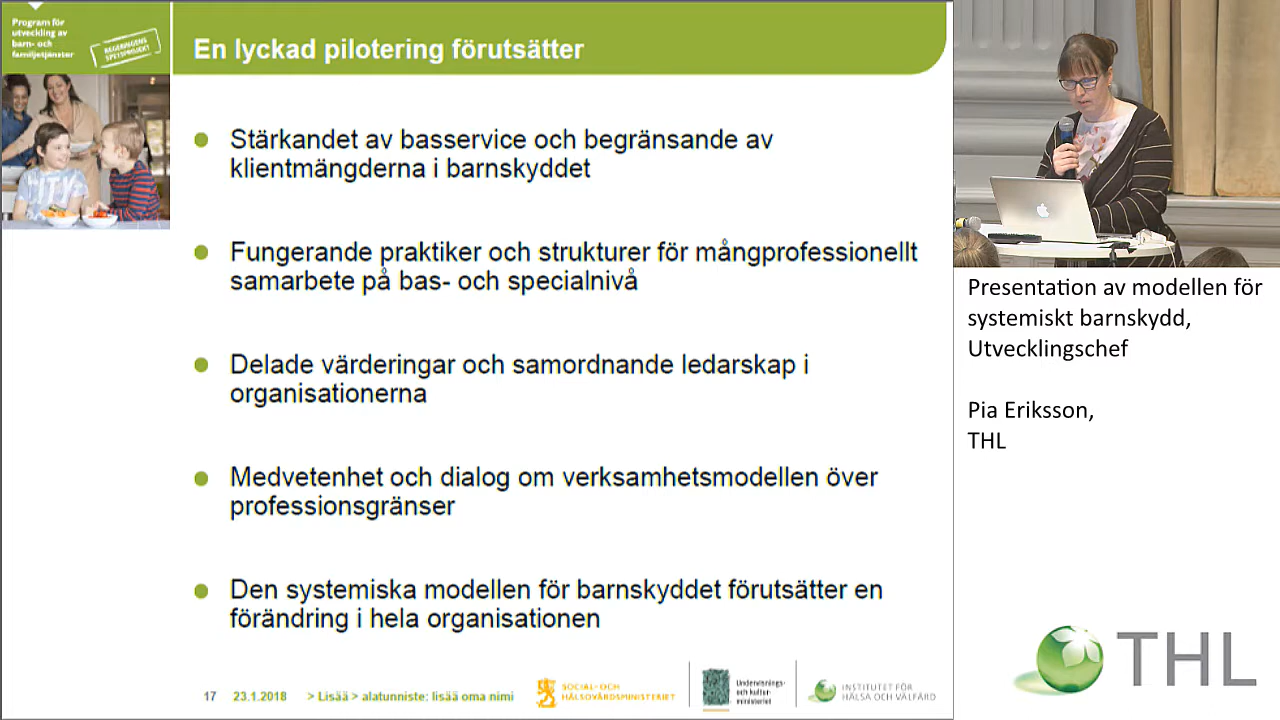 Program för
utveckling av
barn- och
familjetjänster
REGERINGENS
SPETSPROJEKT
En lyckad pilotering förutsätter
Stärkandet av basservice och begränsande av
klientmängderna i barnskyddet
Fungerande praktiker och strukturer för mångprofessionellt
samarbete på bas- och specialnivå
Delade värderingar och samordnande ledarskap i
organisationerna
Medvetenhet och dialog om verksamhetsmodellen över
professionsgränser
Den systemiska modellen för barnskyddet förutsätter en
förändring i hela organisationen
17 23.1.2018 > Lisää > alatunniste: lisää oma nimi
SOCIAL- OCH
HÄLSOVÅRDSMINISTERIET
Undervisnings-
och kultur-
ministeriet
INSTITUTET FÖR
HÄLSA OCH VÄLFÄRD
Presentation av modellen för
systemiskt barnskydd,
Utvecklingschef
Pia Eriksson,
THL
THL